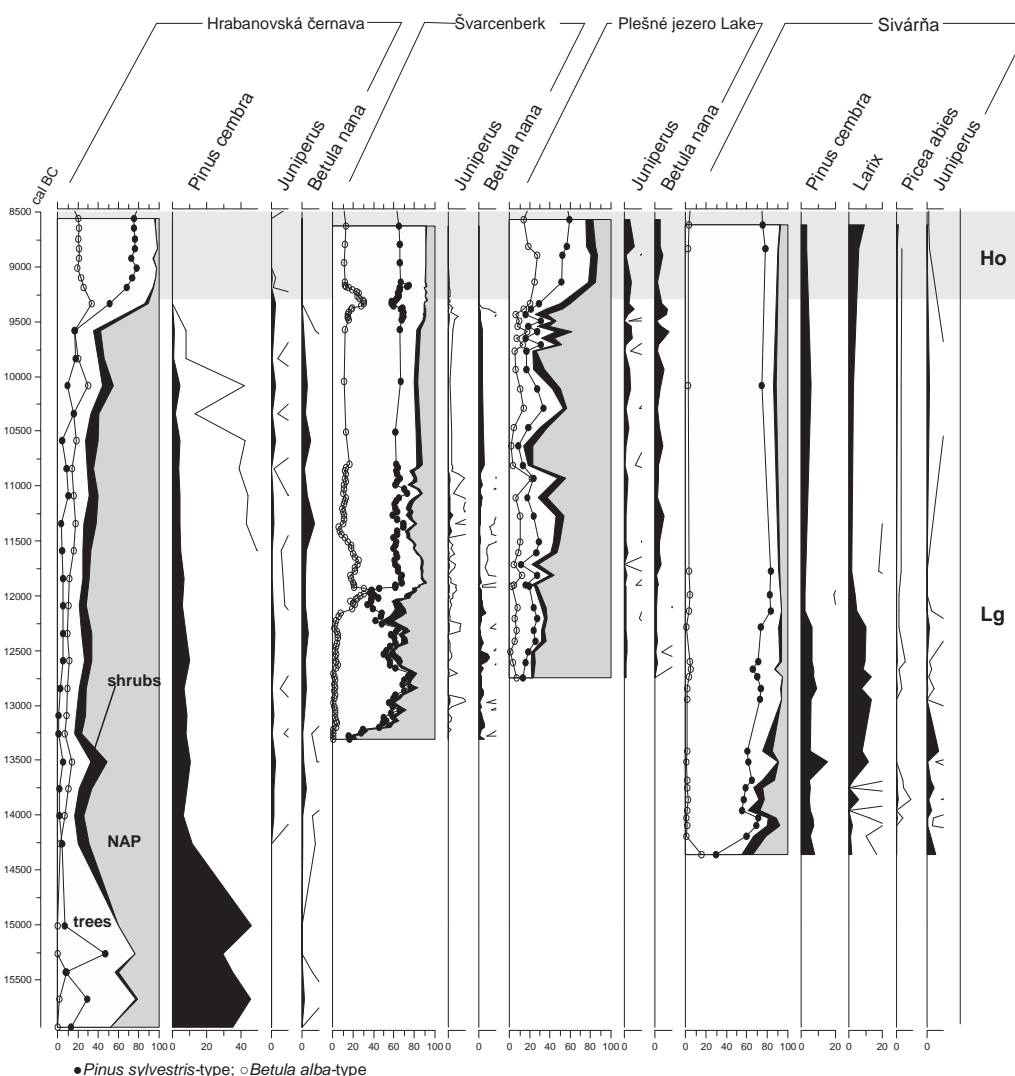 Hrabanovská černava Švarcenberk Plešné jezero Lake Sivárňa
cal BC
Pinus cembra
Juniperus
Betula nana
Juniperus
Betula nana
Juniperus
Betula nana
Pinus cembra
Larix
Picea abies
Juniperus
8500
9000
9500
10000
10500
11000
11500
12000
12500
13000
13500
14000
14500
15000
15500
Ho
Lg
shrubs
NAP
trees
0 20 40 60 80 100 0 20 40 0 0 0 20 40 60 80 100 0 0 0 20 40 60 80 100 0 0 0 20 40 60 80 100 0 20 0 20 0 0
●Pinus sylvestris-type; ○Betula alba-type